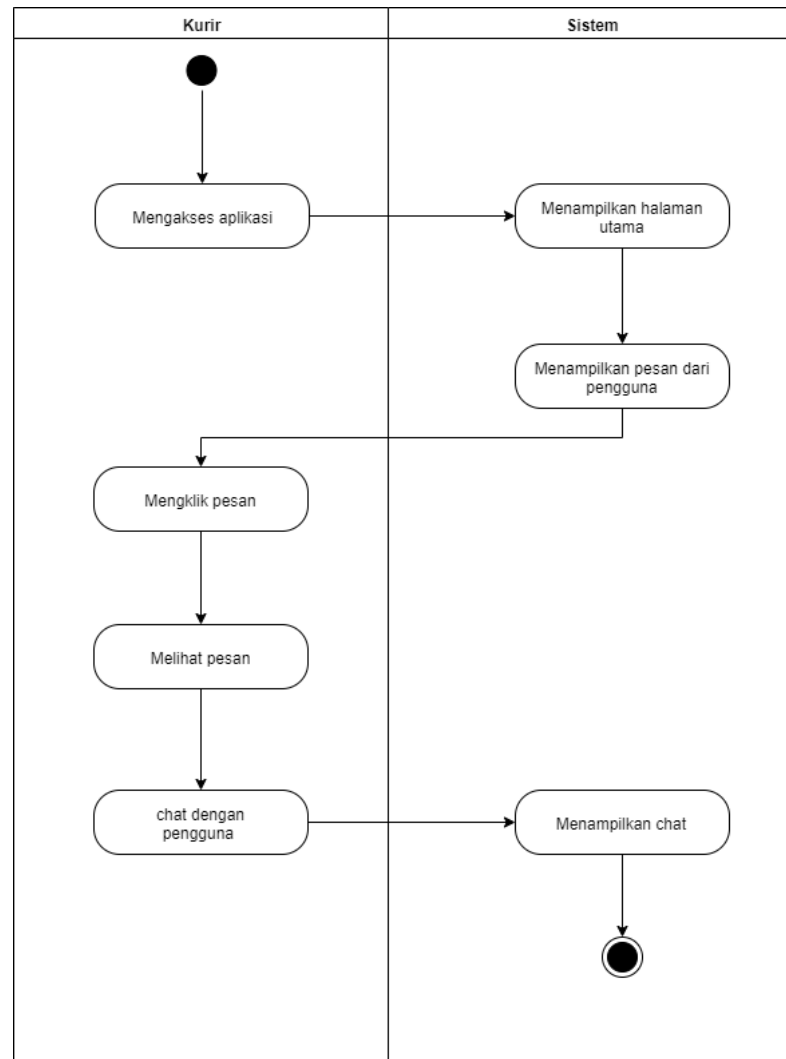 Kurir
Sistem
Mengakses aplikasi
Menampilkan halaman
utama
Menampilkan pesan dari
pengguna
Mengklik pesan
Melihat pesan
chat dengan
pengguna
Menampilkan chat